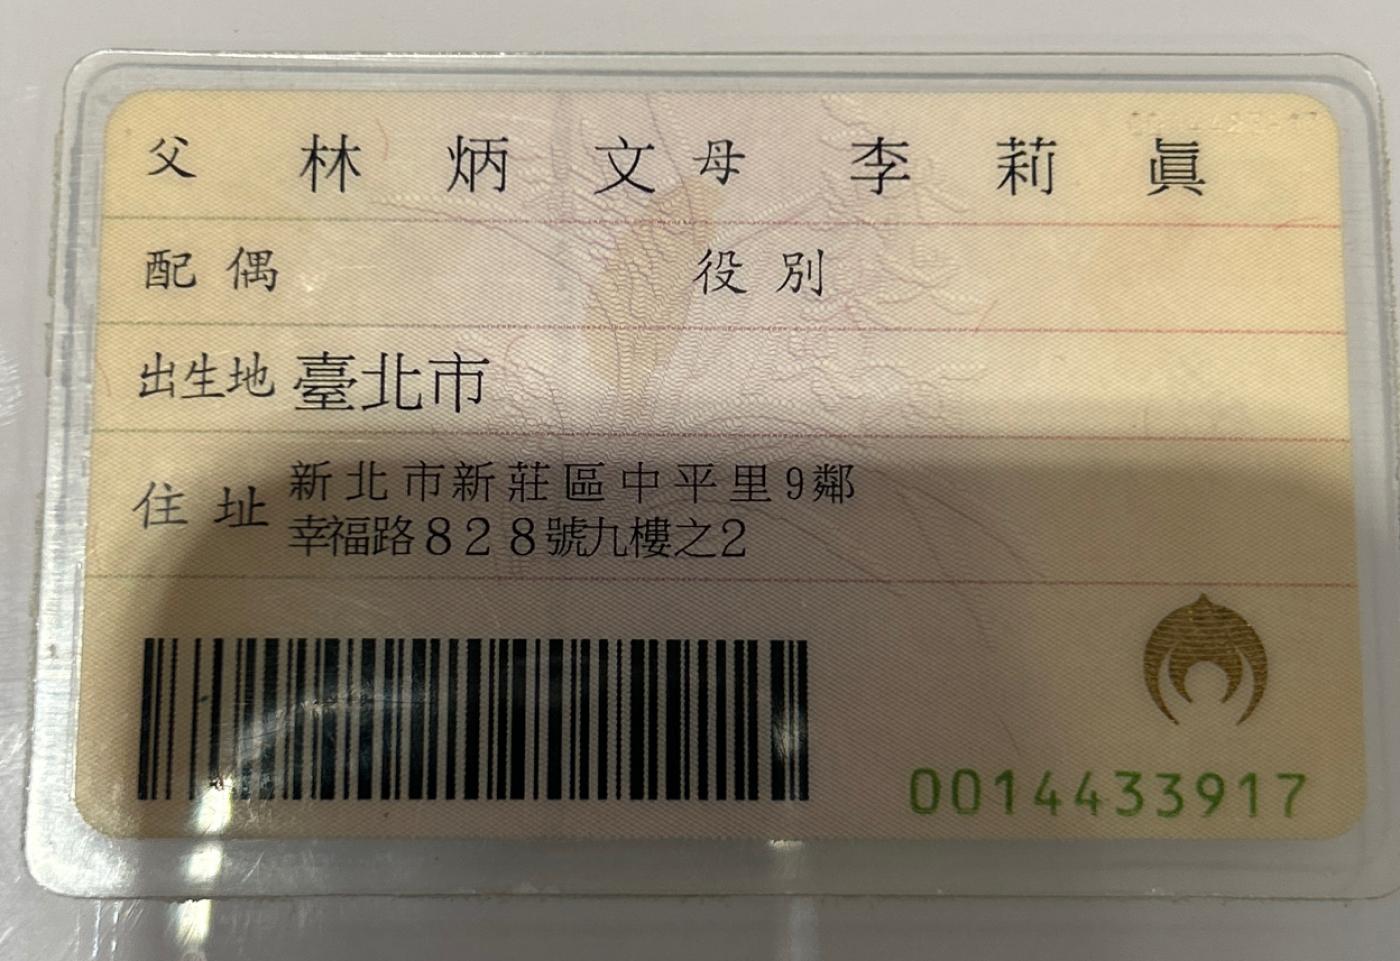 父 林炳文 母 李莉眞
配偶 役別
出生地 臺北市
住址 新北市新莊區中平里9鄰
幸福路828號九樓之2
0014433917